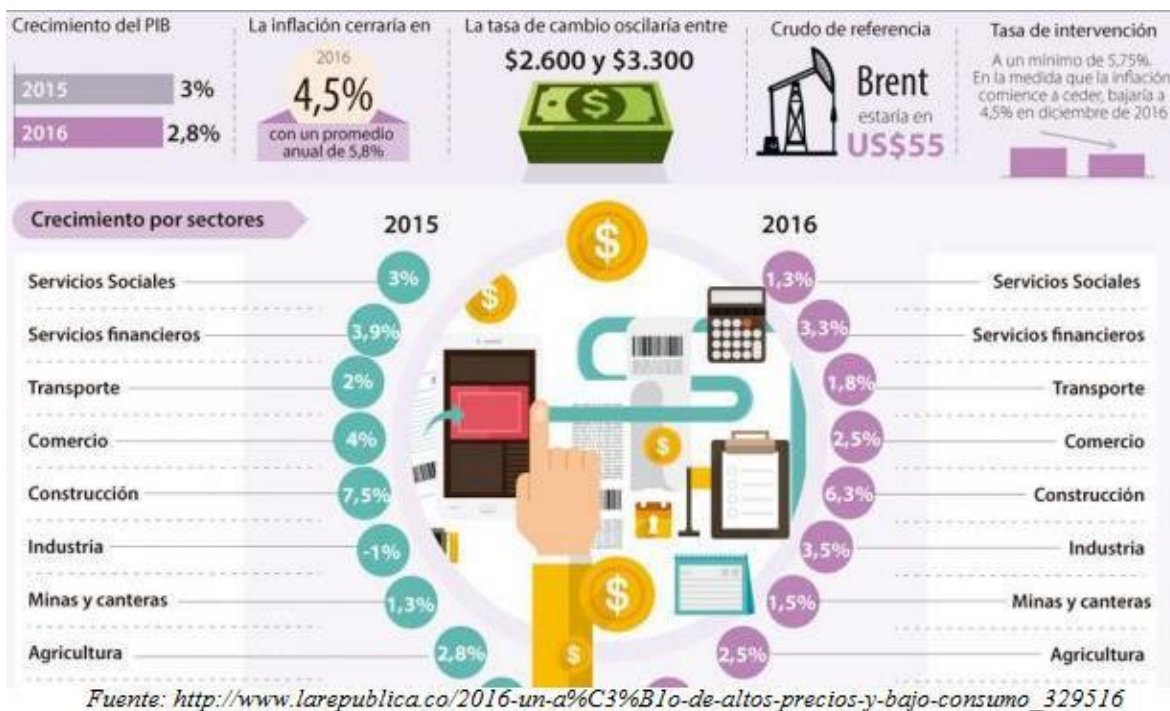 Crecimiento del PIB
2015 3%
2016 2,8%
La inflación cerraría en
2016
4,5%
con un promedio
anual de 5,8%
La tasa de cambio oscilaría entre
$2.600 y $3.300
$
Crudo de referencia
Brent
estaría en
US$55
Tasa de intervención
A un mínimo de 5,75%.
En la medida que la inflación
comience a ceder, bajaría a
4,5% en diciembre de 2016
Crecimiento por sectores
2015
2016
Servicios Sociales 3% 1,3% Servicios Sociales
Servicios financieros 3,9% 3,3% Servicios financieros
Transporte 2% 1,8% Transporte
Comercio 4% 2,5% Comercio
Construcción 7,5% 6,3% Construcción
Industria -1% 3,5% Industria
Minas y canteras 1,3% 1,5% Minas y canteras
Agricultura 2,8% 2,5% Agricultura
$
$
$
$
$
Fuente: http://www.larepublica.co/2016-un-a%C3%B1o-de-altos-precios-y-bajo-consumo_329516